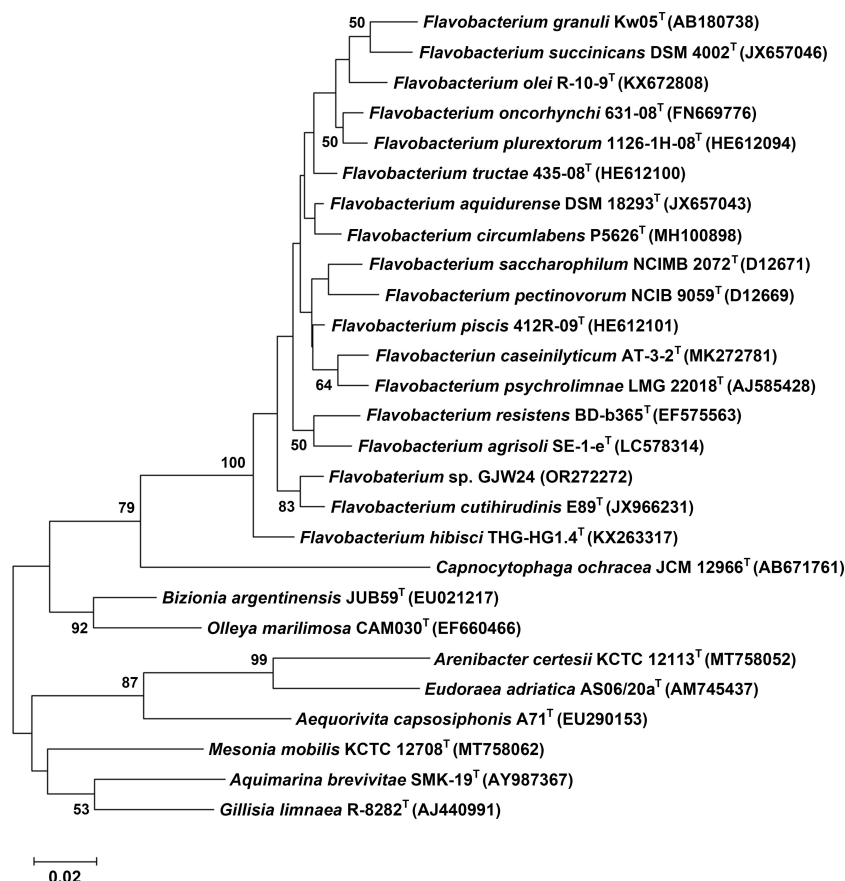 50
Flavobacterium granuli Kw05T (AB180738)
Flavobacterium succinicans DSM 4002T (JX657046)
Flavobacterium olei R-10-9T (KX672808)
Flavobacterium oncorhynchi 631-08T (FN669776)
50
Flavobacterium plurextorum 1126-1H-08T (HE612094)
Flavobacterium tructae 435-08T (HE612100)
Flavobacterium aquidurense DSM 18293T (JX657043)
Flavobacterium circumlabens P5626T (MH100898)
Flavobacterium saccharophilum NCIMB 2072T (D12671)
Flavobacterium pectinovorum NCIB 9059T (D12669)
Flavobacterium piscis 412R-09T (HE612101)
Flavobacteriun caseinilyticum AT-3-2T (MK272781)
64
Flavobacterium psychrolimnae LMG 22018T (AJ585428)
Flavobacterium resistens BD-b365T (EF575563)
50
Flavobacterium agrisoli SE-1-eT (LC578314)
100
Flavobaterium sp. GJW24 (OR272272)
83
Flavobacterium cutihirudinis E89T (JX966231)
79
Flavobacterium hibisci THG-HG1.4T (KX263317)
Capnocytophaga ochracea JCM 12966T (AB671761)
Bizionia argentinensis JUB59T (EU021217)
92
Olleya marilimosa CAM030T (EF660466)
99
Arenibacter certesii KCTC 12113T (MT758052)
87
Eudoraea adriatica AS06/20aT (AM745437)
Aequorivita capsosiphonis A71T (EU290153)
Mesonia mobilis KCTC 12708T (MT758062)
Aquimarina brevivitae SMK-19T (AY987367)
53
Gillisia limnaea R-8282T (AJ440991)
0.02